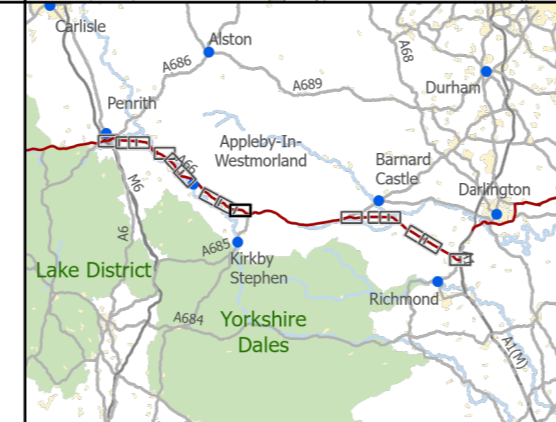 Carlisle
Alston
A686
A68
A689
Durham
Penrith
Appleby-In-
Westmorland
A66
Barnard
Castle
Darlington
M6
A6
A685
Kirkby
Stephen
Lake District
Richmond
A684
Yorkshire
Dales
A1(M)